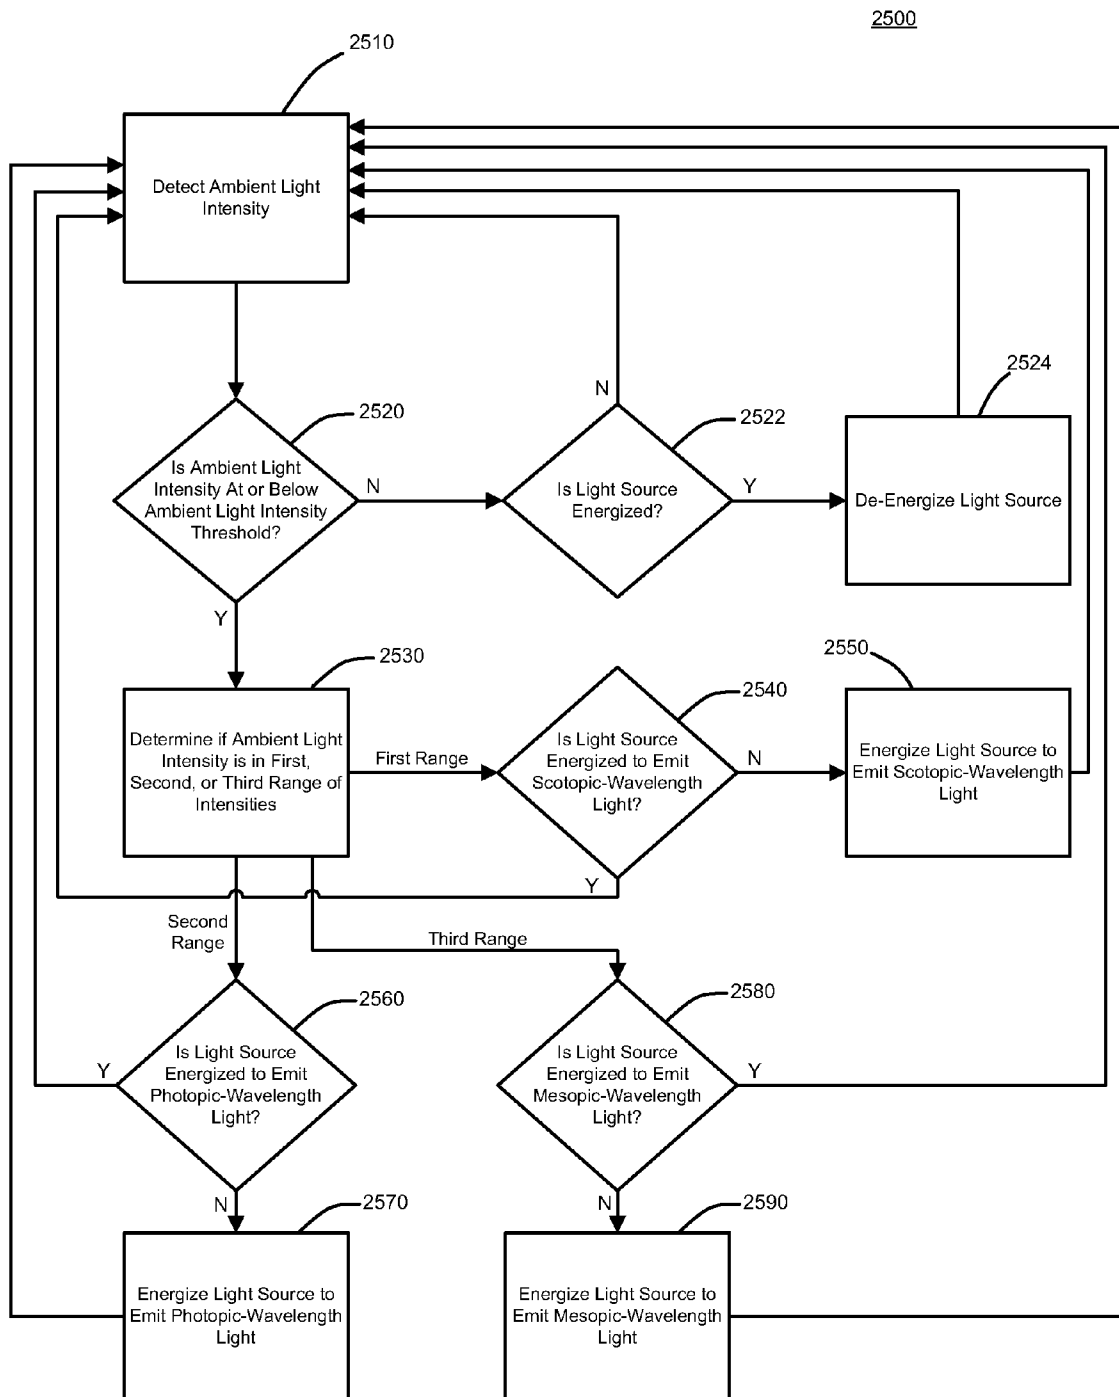 2500
2510
Detect Ambient Light
Intensity
2520
Is Ambient Light
Intensity At or Below
Ambient Light Intensity
Threshold?
N
Y
N
2522
Is Light Source
Energized?
Y
2524
De-Energize Light Source
2530
Determine if Ambient Light
Intensity is in First,
Second, or Third Range of
Intensities
First Range
2540
Is Light Source
Energized to Emit
Scotopic-Wavelength
Light?
N
Y
2550
Energize Light Source to
Emit Scotopic-Wavelength
Light
Second
Range
Third Range
2560
Is Light Source
Energized to Emit
Photopic-Wavelength
Light?
Y
N
2580
Is Light Source
Energized to Emit
Mesopic-Wavelength
Light?
Y
N
2570
Energize Light Source to
Emit Photopic-Wavelength
Light
2590
Energize Light Source to
Emit Mesopic-Wavelength
Light